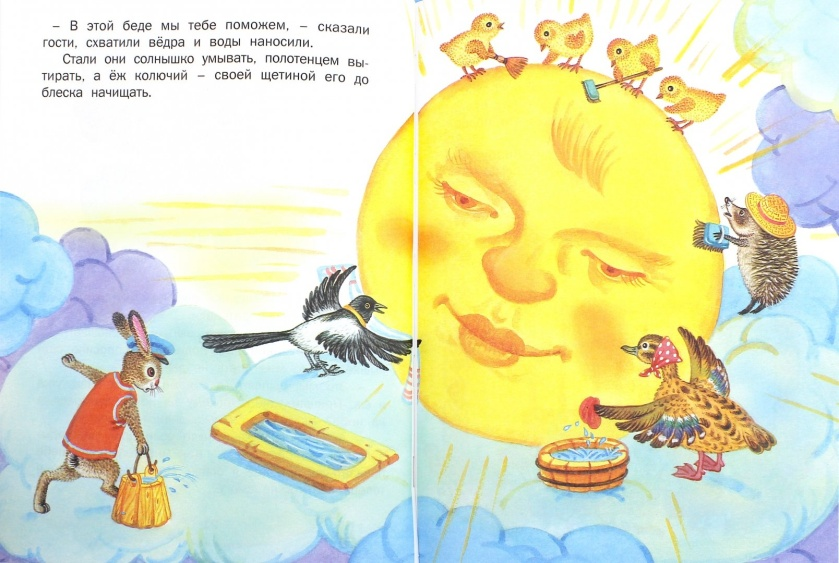 – В этой беде мы тебе поможем, – сказали
гости, схватили вёдра и воды наносили.
Стали они солнышко умывать, полотенцем вы-
тирать, а ёж колючий – своей щетиной его до
блеска начищать.